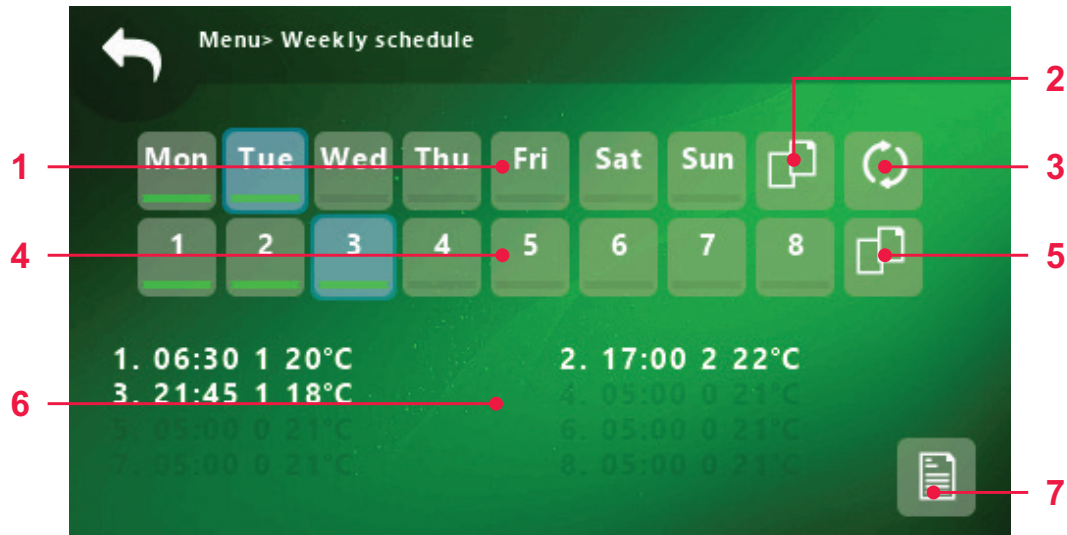 Menu> Weekly schedule
2
1 Mon Tue Wed Thu Fri Sat Sun 3
4 1 2 3 4 5 6 7 8 5
1. 06:30 1 20°C 2. 17:00 2 22°C
6 3. 21:45 1 18°C 4. 05:00 0 21°C
5. 05:00 0 21°C 6. 05:00 0 21°C
7. 05:00 0 21°C 8. 05:00 0 21°C
7